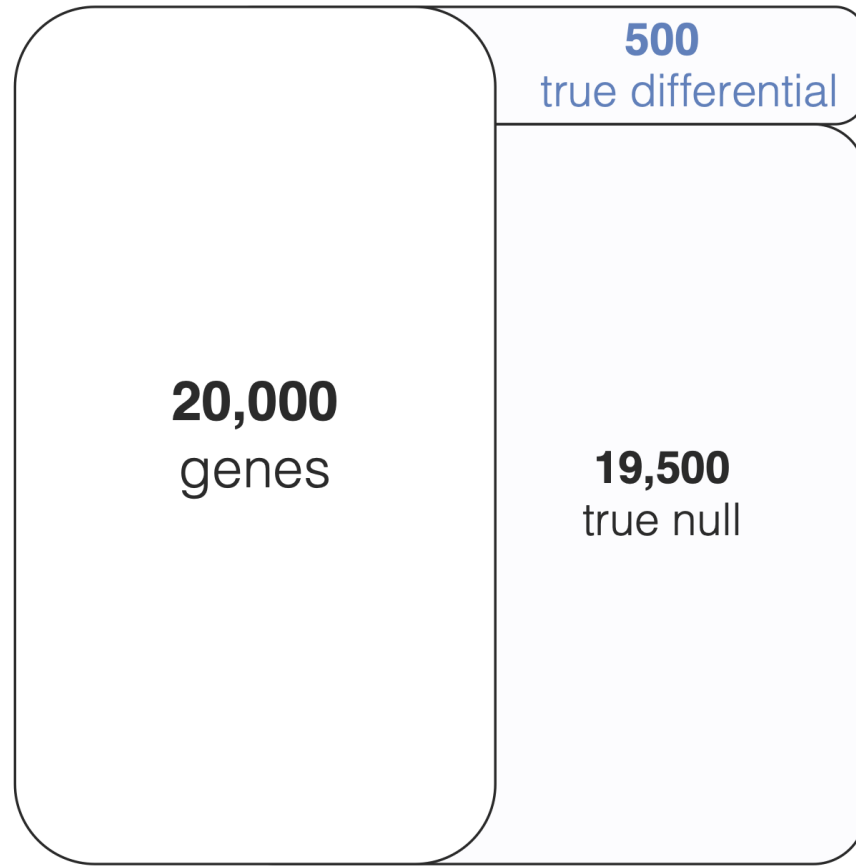 500
true differential
20,000
genes
19,500
true null